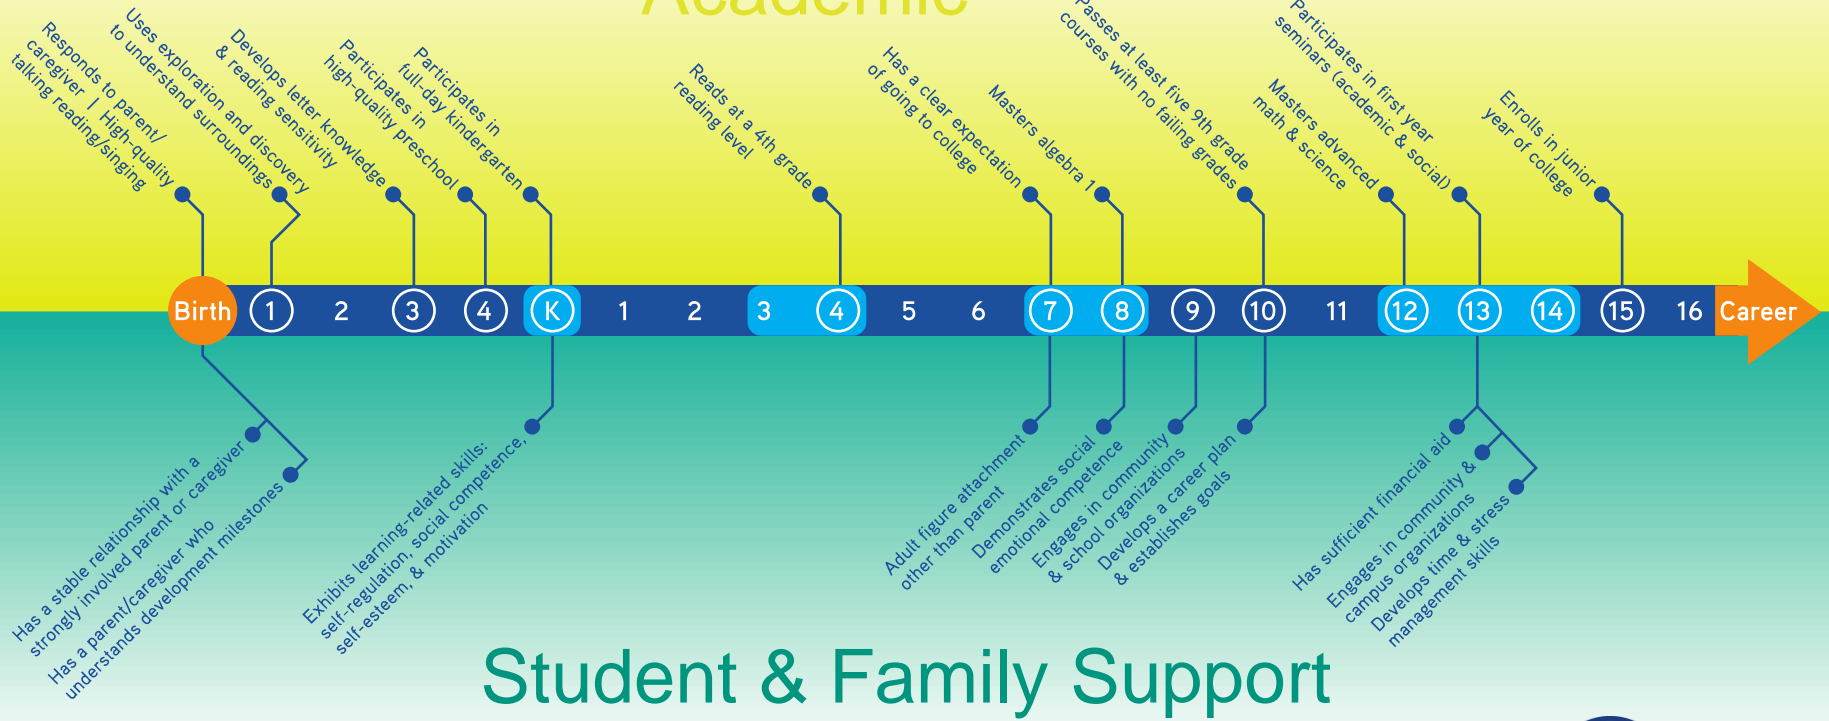 Academic
Responds to parent/
caregiver | High-quality
talking reading/singing
Uses exploration and discovery
to understand surroundings
Develops letter knowledge
& reading sensitivity
Participates in
high-quality preschool
Participates in
full-day kindergarten
Reads at a 4th grade
reading level
Has a clear expectation
of going to college
Masters algebra 1
Passes at least five 9th grade
courses with no failing grades
Masters advanced
math & science
Participates in first year
seminars (academic & social)
Enrolls in junior
year of college
Birth 1 2 3 4 K 1 2 3 4 5 6 7 8 9 10 11 12 13 14 15 16 Career
Has a stable relationship with a
strongly involved parent or caregiver
Has a parent/caregiver who
understands development milestones
Exhibits learning-related skills:
self-regulation, social competence,
self-esteem, & motivation
Adult figure attachment
other than parent
Demonstrates social
emotional competence
Engages in community
& school organizations
Develops a career plan
& establishes goals
Has sufficient financial aid
Engages in community &
campus organizations
Develops time & stress
management skills
Student & Family Support